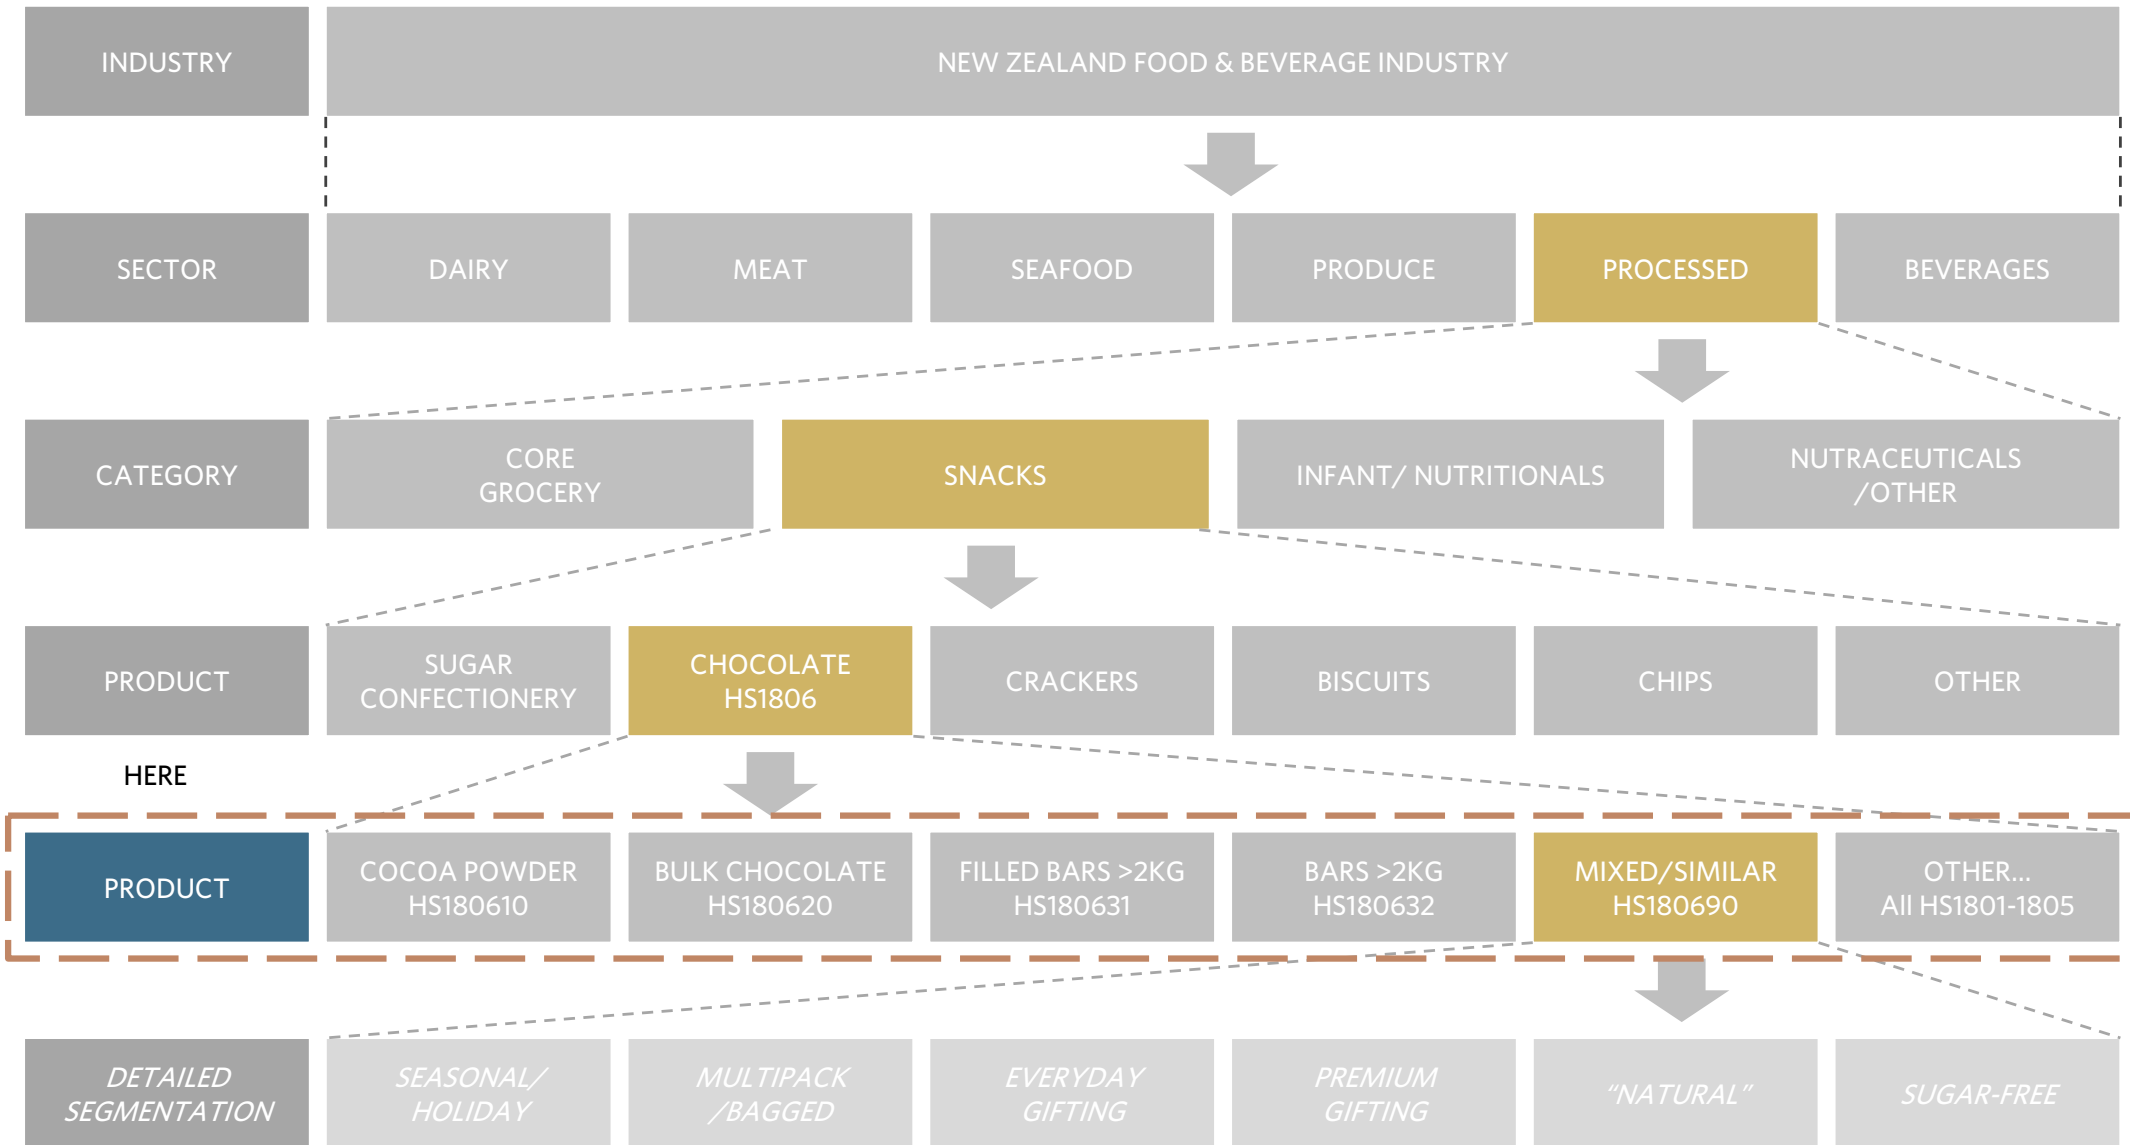 INDUSTRY
NEW ZEALAND FOOD & BEVERAGE INDUSTRY
SECTOR
DAIRY
MEAT
SEAFOOD
PRODUCE
PROCESSED
BEVERAGES
CATEGORY
CORE
GROCERY
SNACKS
INFANT/ NUTRITIONALS
NUTRACEUTICALS
/OTHER
PRODUCT
SUGAR
CONFECTIONERY
CHOCOLATE
HS1806
CRACKERS
BISCUITS
CHIPS
OTHER
HERE
PRODUCT
COCOA POWDER
HS180610
BULK CHOCOLATE
HS180620
FILLED BARS >2KG
HS180631
BARS >2KG
HS180632
MIXED/SIMILAR
HS180690
OTHER...
All HS1801-1805
DETAILED
SEGMENTATION
SEASONAL/
HOLIDAY
MULTIPACK
/BAGGED
EVERYDAY
GIFTING
PREMIUM
GIFTING
“NATURAL”
SUGAR-FREE